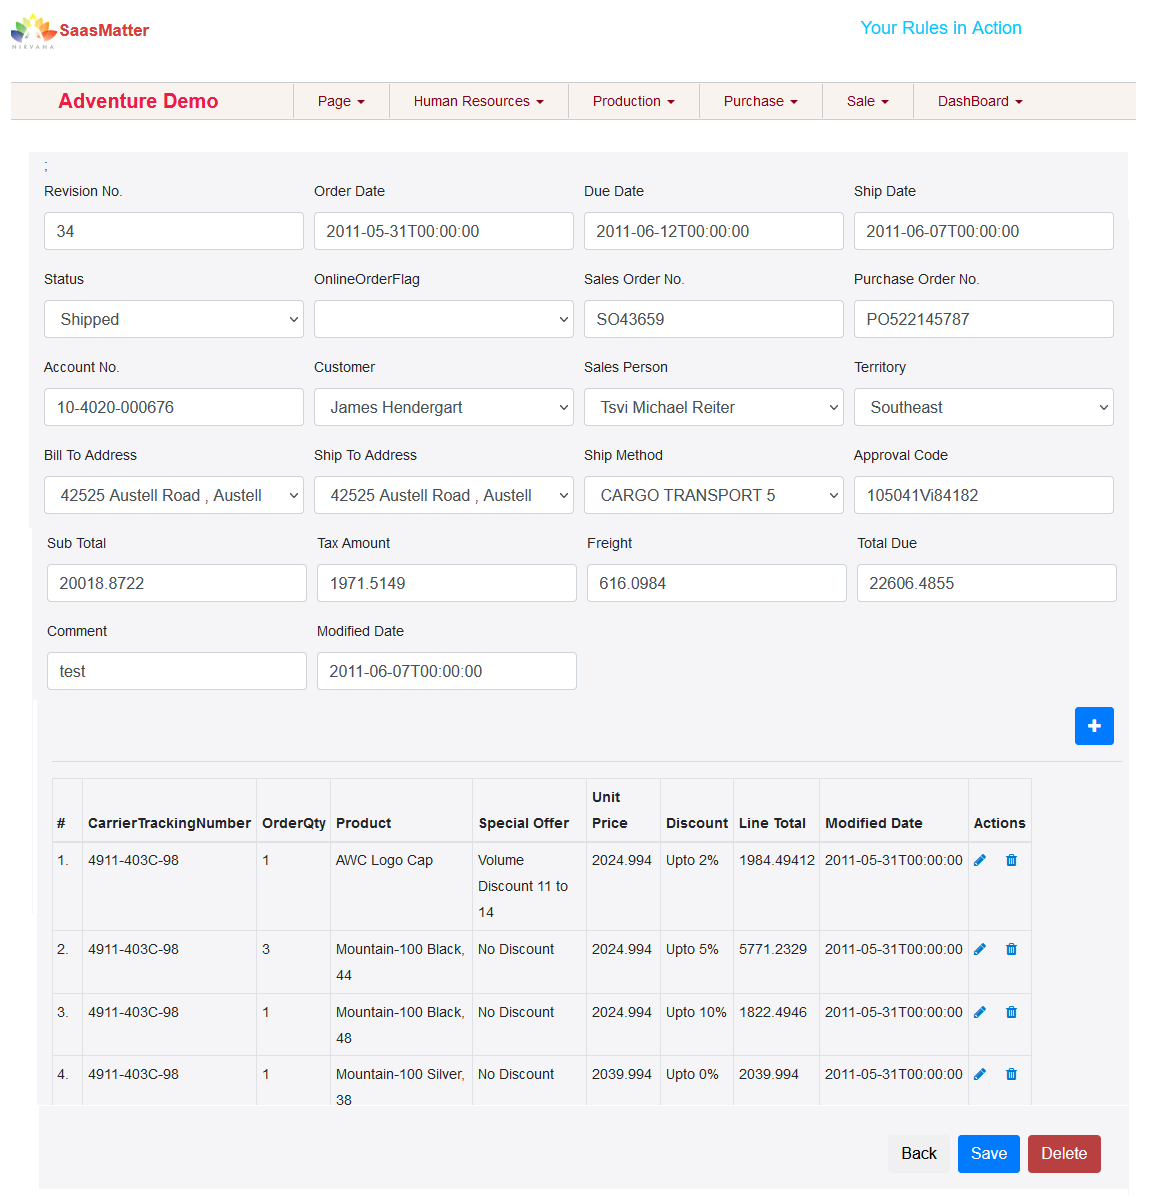 SaasMatter
NIRVANA
Your Rules in Action
Adventure Demo Page Human Resources Production Purchase Sale DashBoard
;
Revision No. Order Date Due Date Ship Date
34 2011-05-31T00:00:00 2011-06-12T00:00:00 2011-06-07T00:00:00
Status OnlineOrderFlag Sales Order No. Purchase Order No.
Shipped SO43659 PO522145787
Account No. Customer Sales Person Territory
10-4020-000676 James Hendergart Tsvi Michael Reiter Southeast
Bill To Address Ship To Address Ship Method Approval Code
42525 Austell Road , Austell 42525 Austell Road , Austell CARGO TRANSPORT 5 105041Vi84182
Sub Total Tax Amount Freight Total Due
20018.8722 1971.5149 616.0984 22606.4855
Comment Modified Date
test 2011-06-07T00:00:00
+
Unit
# CarrierTrackingNumber OrderQty Product Special Offer Price Discount Line Total Modified Date Actions
1. 4911-403C-98 1 AWC Logo Cap Volume 2024.994 Upto 2% 1984.49412 2011-05-31T00:00:00
Discount 11 to
14
2. 4911-403C-98 3 Mountain-100 Black, No Discount 2024.994 Upto 5% 5771.2329 2011-05-31T00:00:00
44
3. 4911-403C-98 1 Mountain-100 Black, No Discount 2024.994 Upto 10% 1822.4946 2011-05-31T00:00:00
48
4. 4911-403C-98 1 Mountain-100 Silver, No Discount 2039.994 Upto 0% 2039.994 2011-05-31T00:00:00
38
Back Save Delete